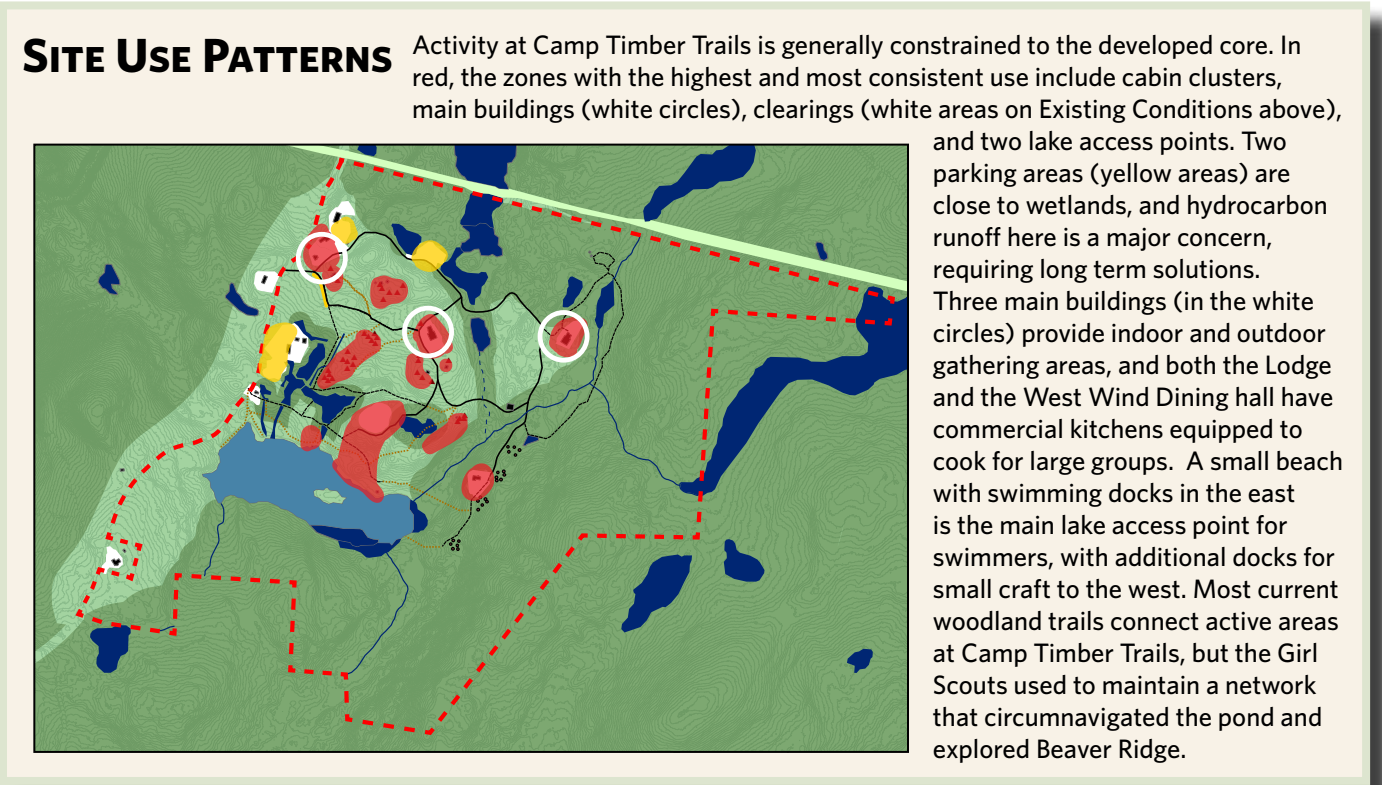 SITE USE PATTERNS
Activity at Camp Timber Trails is generally constrained to the developed core. In
red, the zones with the highest and most consistent use include cabin clusters,
main buildings (white circles), clearings (white areas on Existing Conditions above),
and two lake access points. Two
parking areas (yellow areas) are
close to wetlands, and hydrocarbon
runoff here is a major concern,
requiring long term solutions.
Three main buildings (in the white
circles) provide indoor and outdoor
gathering areas, and both the Lodge
and the West Wind Dining hall have
commercial kitchens equipped to
cook for large groups. A small beach
with swimming docks in the east
is the main lake access point for
swimmers, with additional docks for
small craft to the west. Most current
woodland trails connect active areas
at Camp Timber Trails, but the Girl
Scouts used to maintain a network
that circumnavigated the pond and
explored Beaver Ridge.